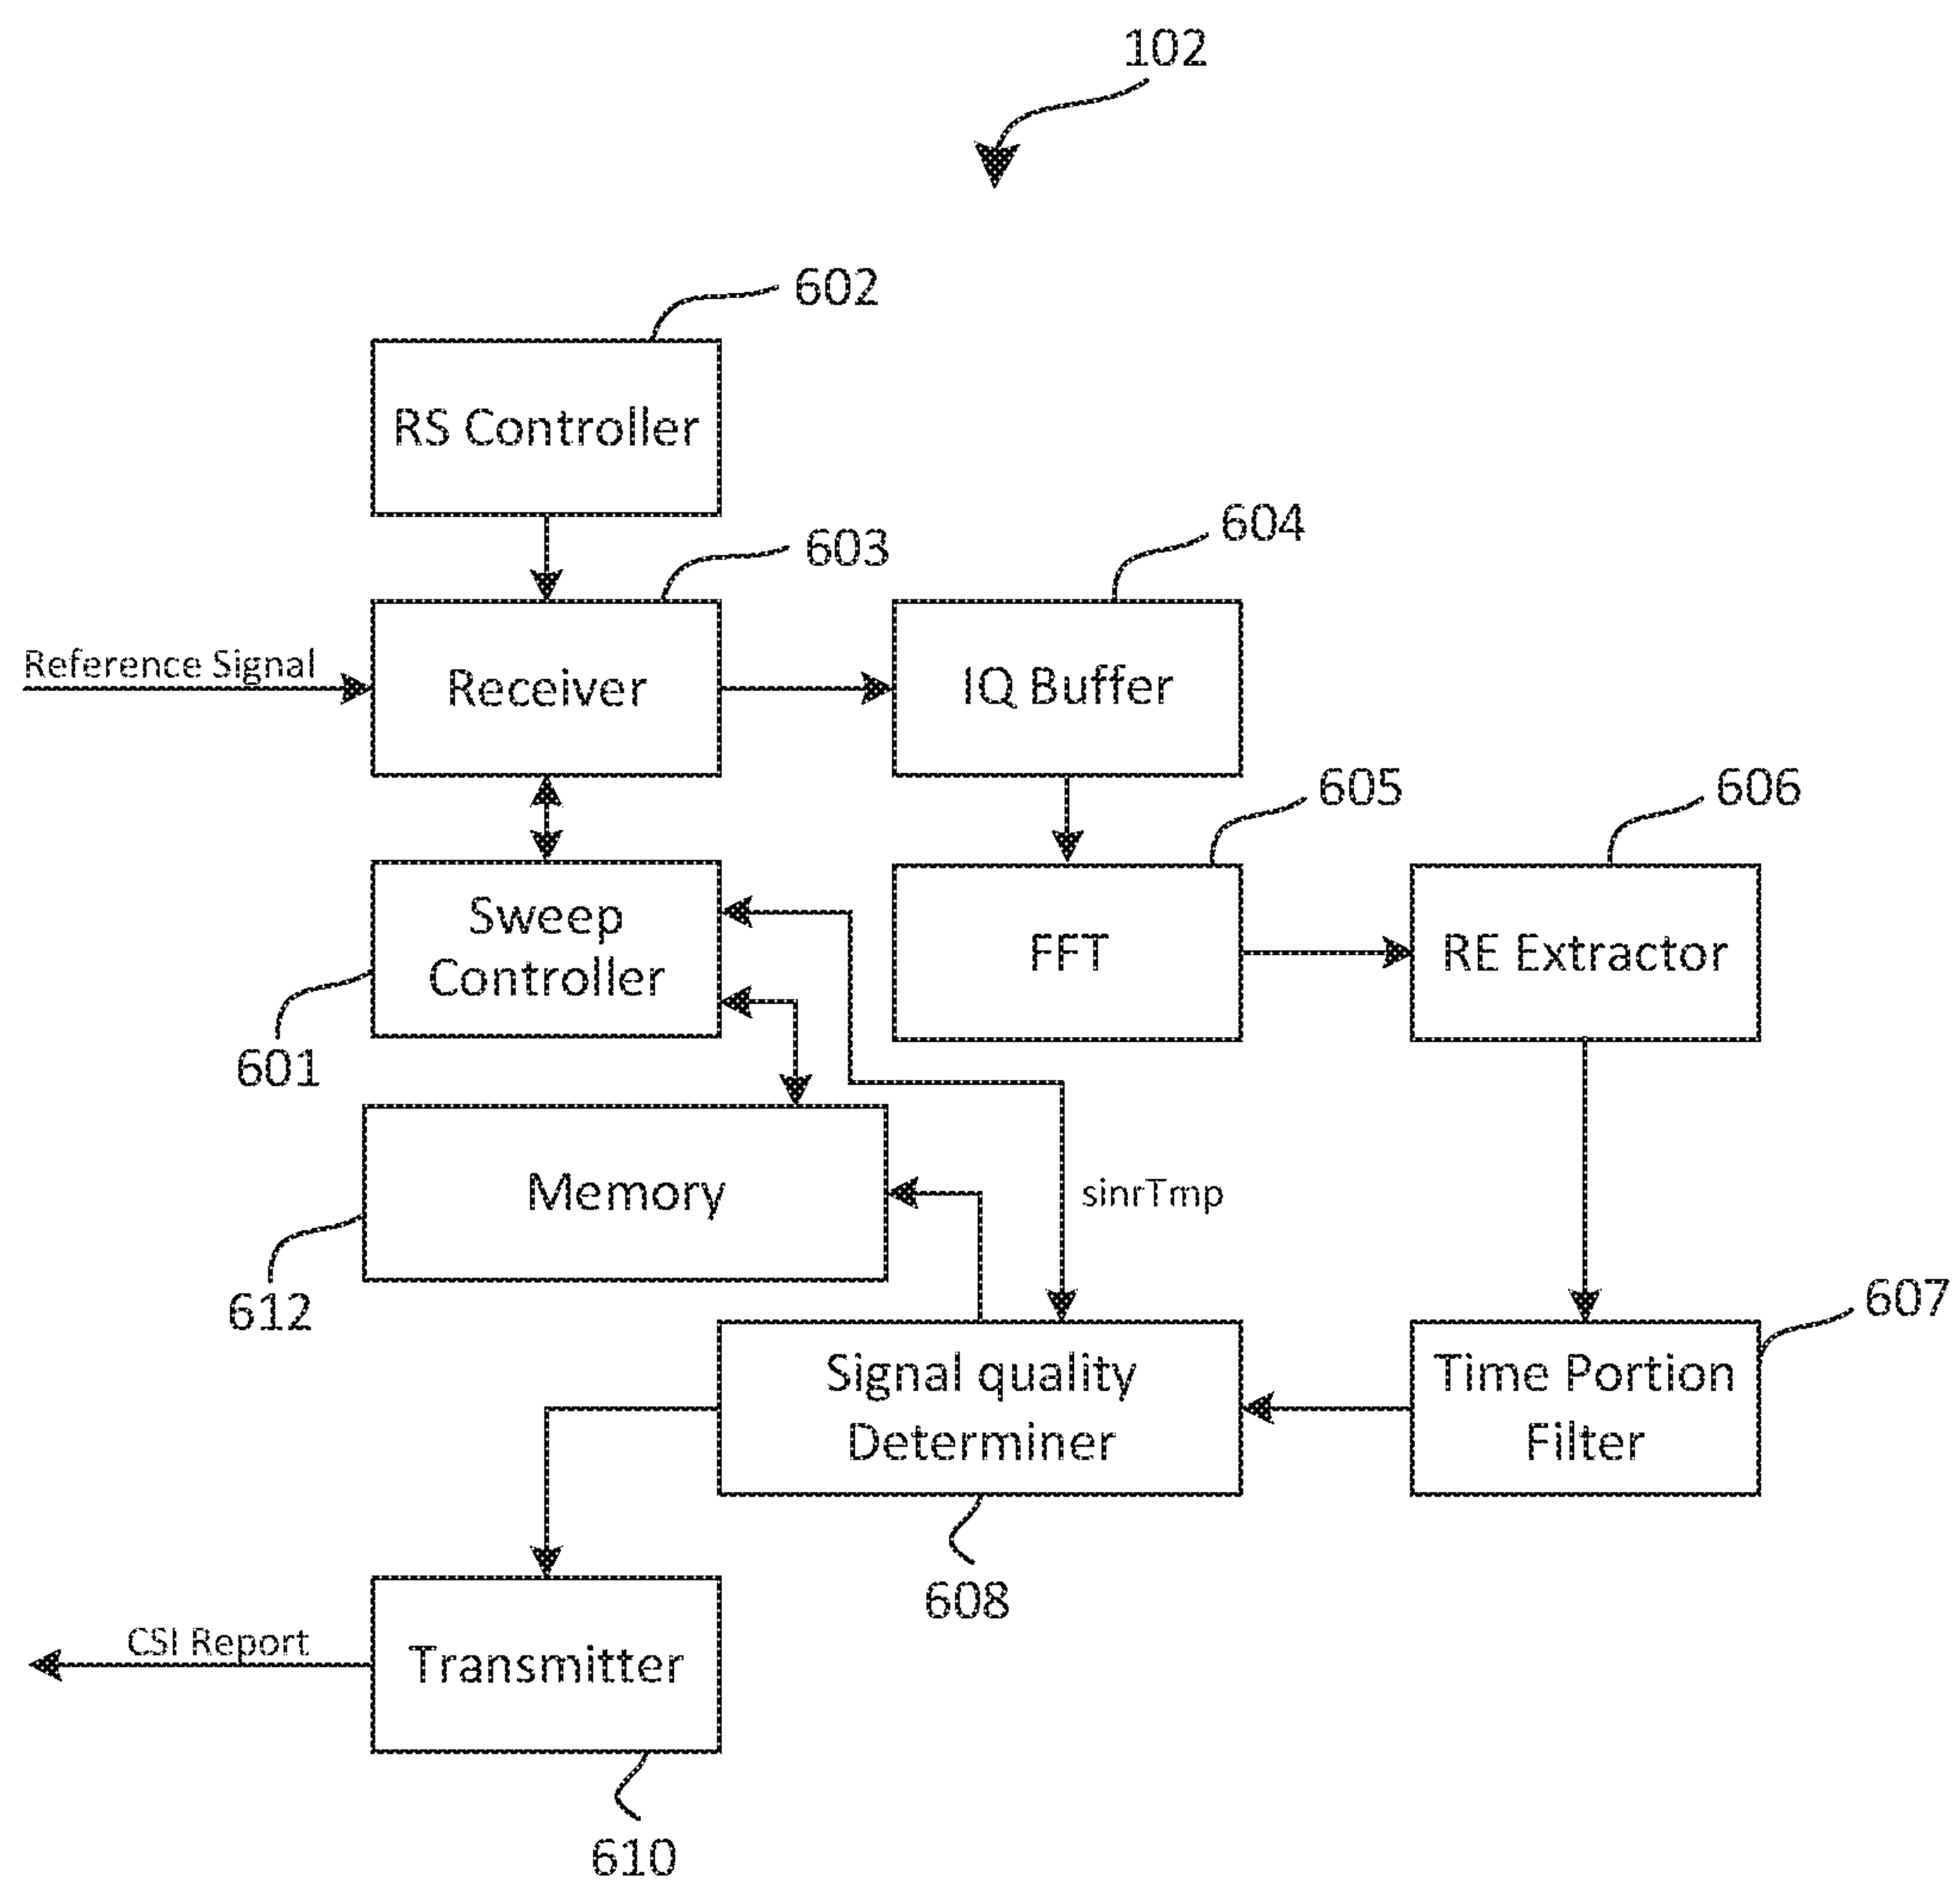 102
602
RS Controller
603
604
Reference Signal
Receiver
IQ Buffer
605
606
Sweep
Controller
FFT
RE Extractor
601
Memory
sinrTmp
612
607
Signal quality
Determiner
Time Portion
Filter
608
CSI Report
Transmitter
610